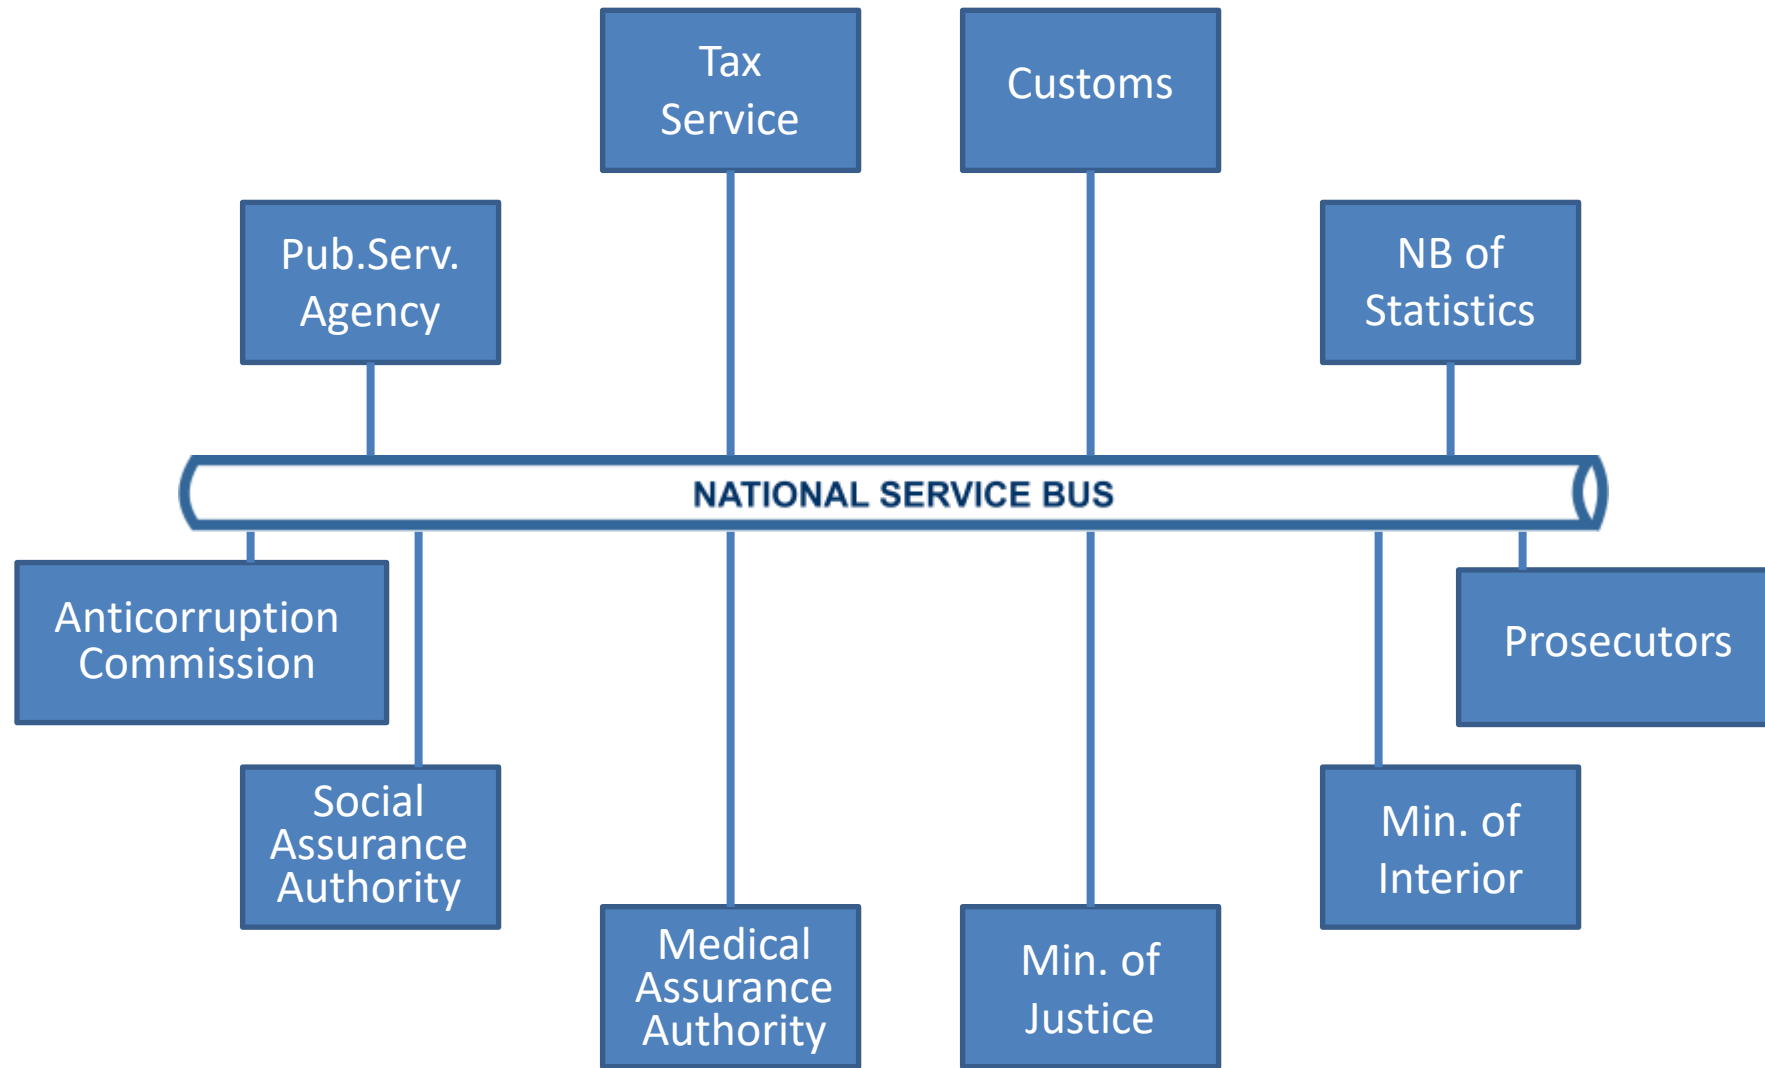 Tax
Service
Customs
Pub.Serv.
Agency
NB of
Statistics
NATIONAL SERVICE BUS
Anticorruption
Commission
Prosecutors
Social
Assurance
Authority
Min. of
Interior
Medical
Assurance
Authority
Min. of
Justice